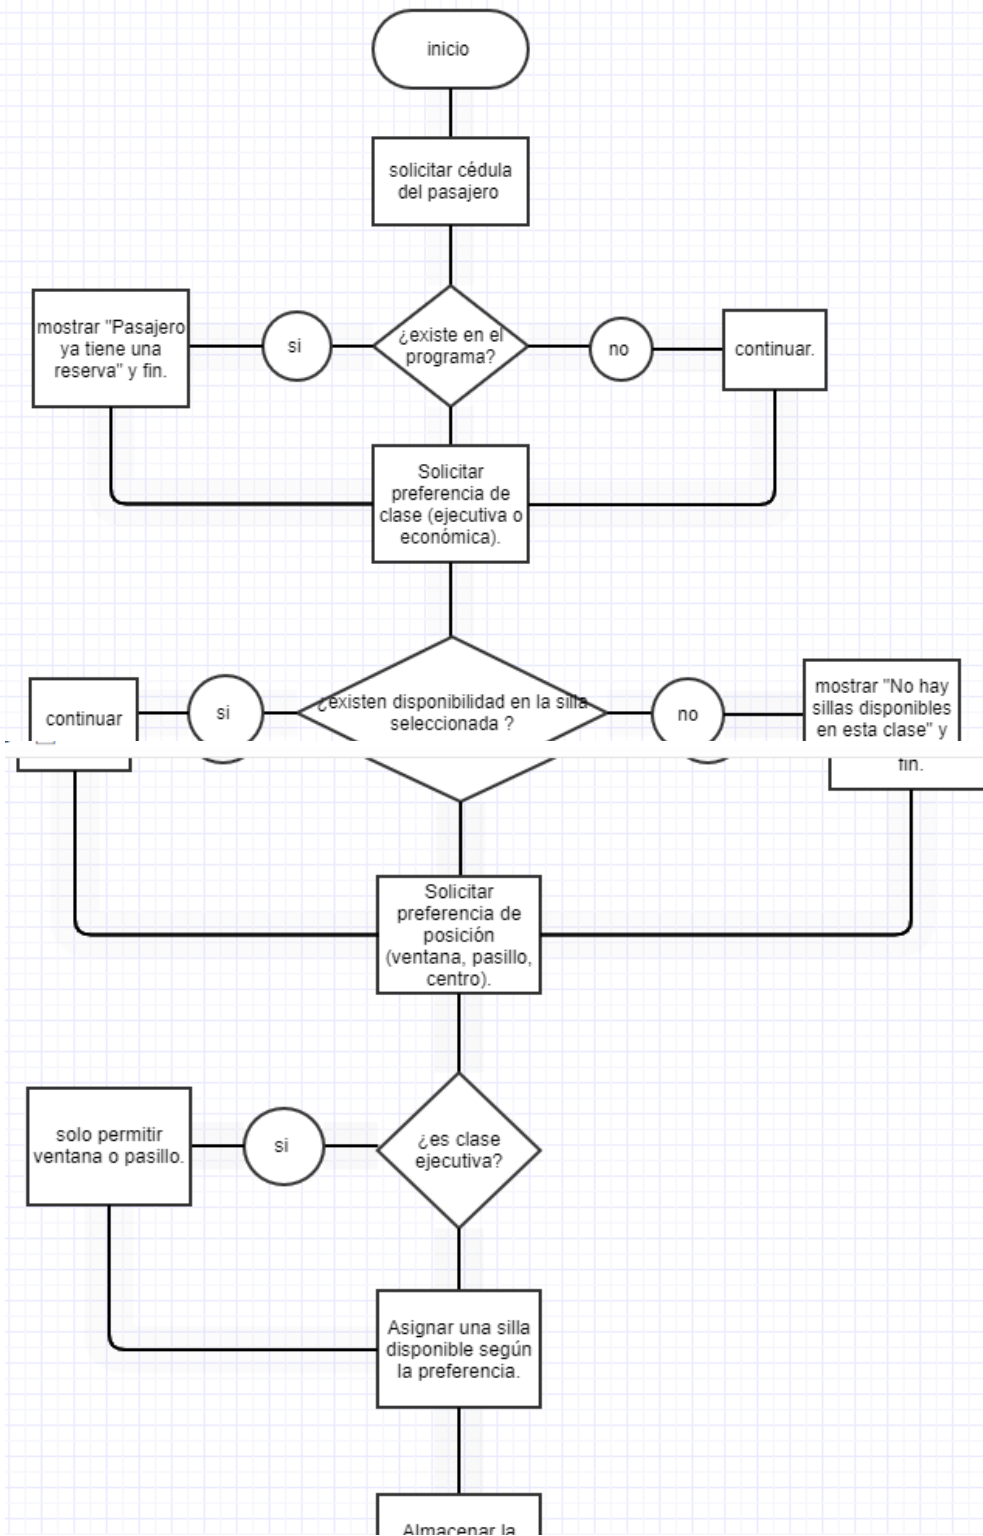 inicio
solicitar cédula
del pasajero
mostrar "Pasajero
ya tiene una
reserva" y fin.
si
¿existe en el
programa?
no
continuar.
Solicitar
preferencia de
clase (ejecutiva o
económica).
continuar
si
¿existen disponibilidad en la silla
seleccionada ?
no
mostrar "No hay
sillas disponibles
en esta clase" y
fin.
Solicitar
preferencia de
posición
(ventana, pasillo,
centro).
solo permitir
ventana o pasillo.
si
¿es clase
ejecutiva?
Asignar una silla
disponible según
la preferencia.
Almacenar la